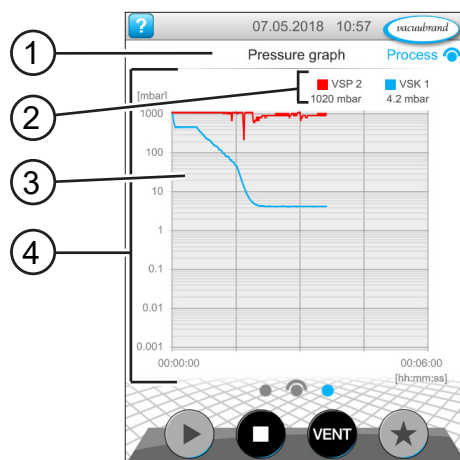 ? 07.05.2018 10:57 vacuubrand
1 Pressure graph Process
2 VSP 2 VSK 1
1020 mbar 4.2 mbar
[mbar]
1000
100
3
10
4
1
0.1
0.01
0.001
00:00:00 00:06:00
[hh:mm:ss]
VENT